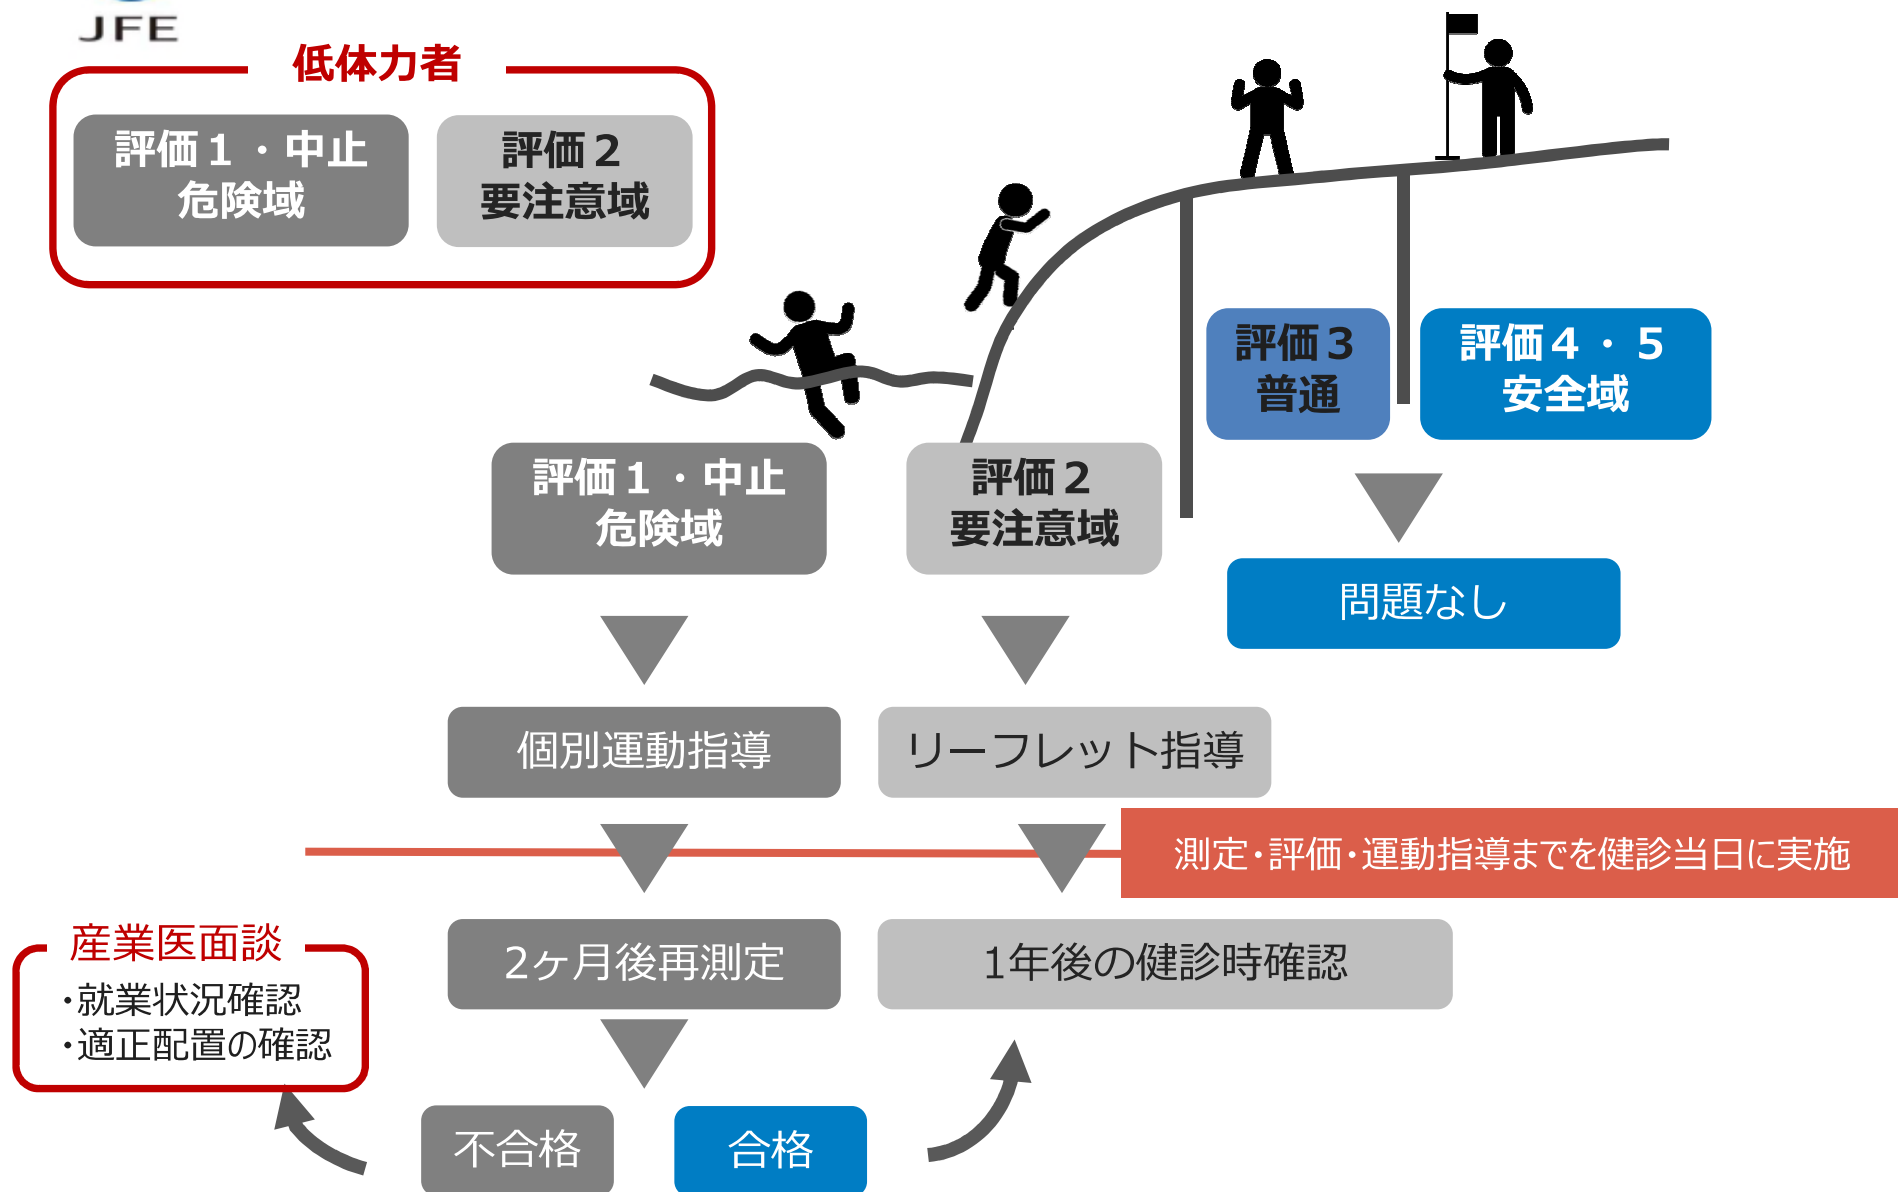 JFE
低体力者
評価１・中止
危険域
評価２
要注意域
評価３
普通
評価４・５
安全域
評価１・中止
危険域
評価２
要注意域
問題なし
個別運動指導
リーフレット指導
測定・評価・運動指導までを健診当日に実施
産業医面談
・就業状況確認
・適正配置の確認
2ヶ月後再測定
1年後の健診時確認
不合格
合格